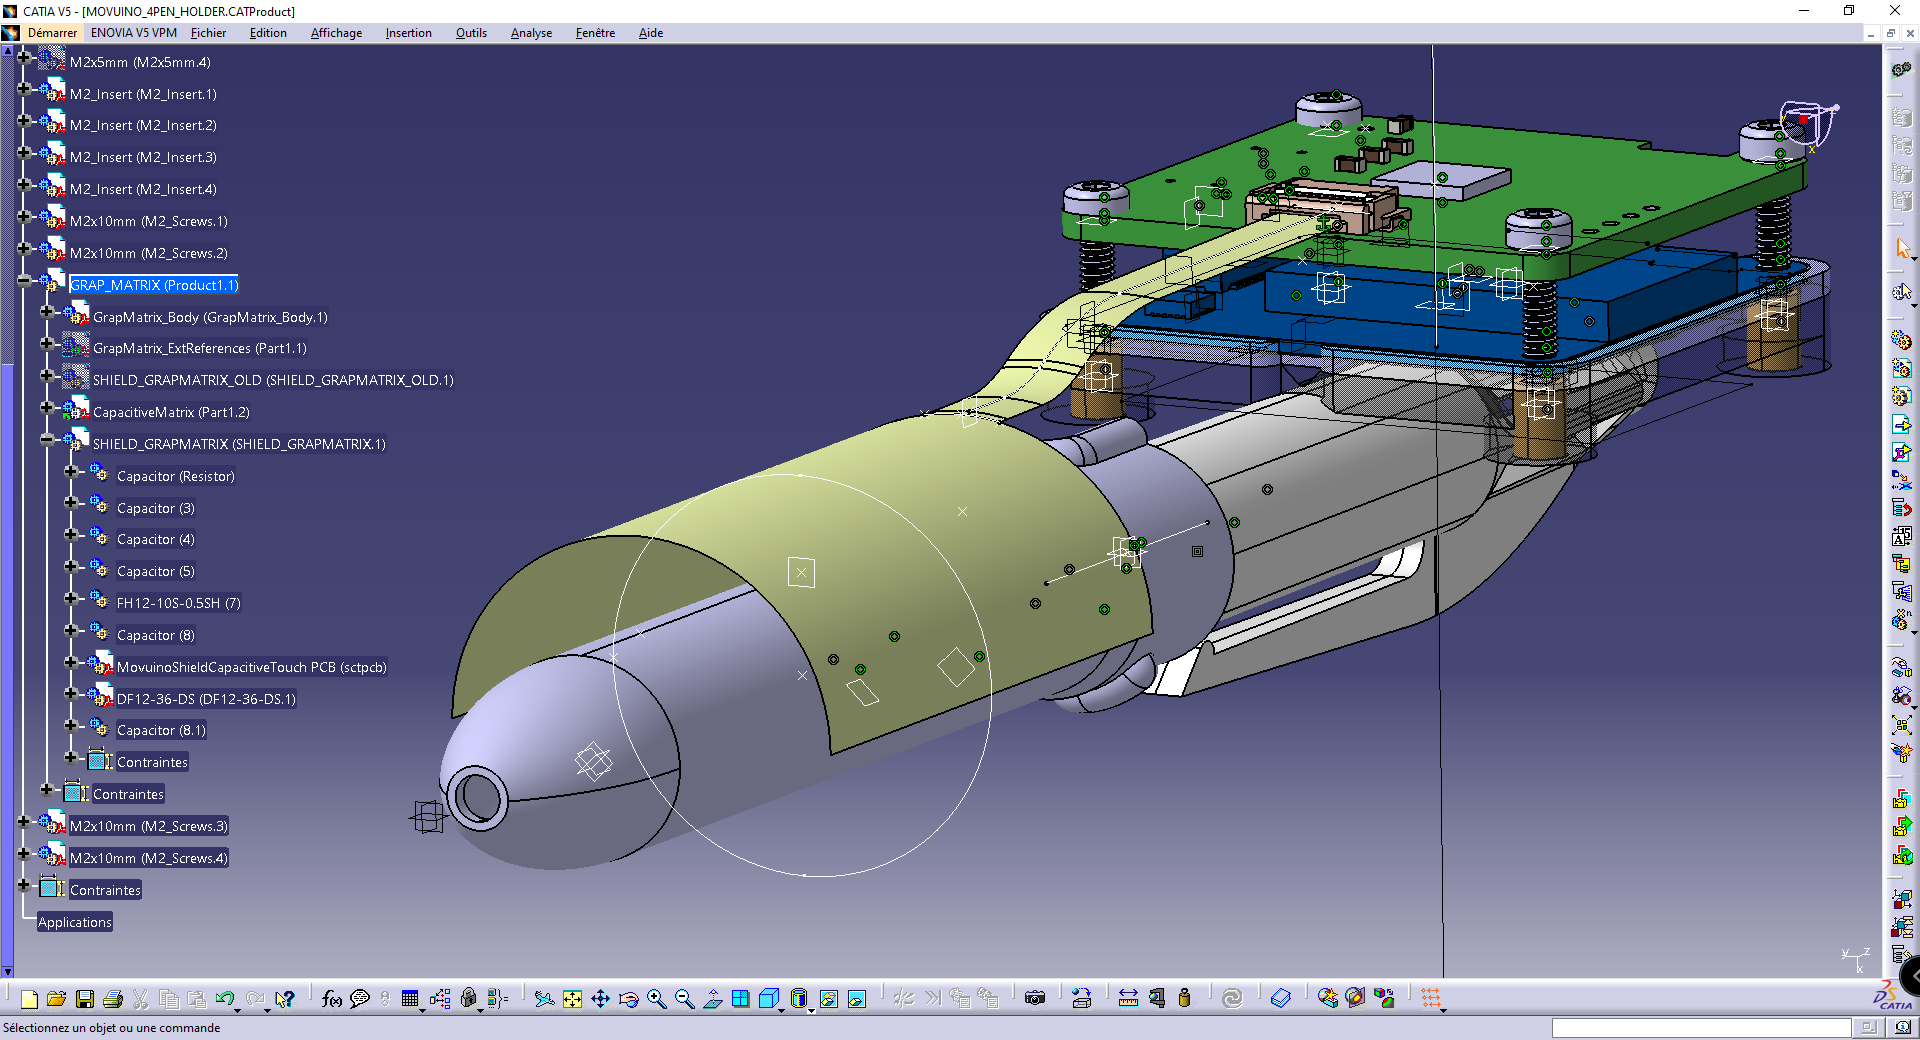 CATIA V5 - [MOVUINO_4PEN_HOLDER.CATProduct]
Démarrer ENOVIA V5 VPM Fichier Edition Affichage Insertion Outils Analyse Fenêtre Aide
M2x5mm (M2x5mm.4)
M2_Insert (M2_Insert.1)
M2_Insert (M2_Insert.2)
M2_Insert (M2_Insert.3)
M2_Insert (M2_Insert.4)
M2x10mm (M2_Screws.1)
M2x10mm (M2_Screws.2)
GRAP_MATRIX (Product1.1)
GrapMatrix_Body (GrapMatrix_Body.1)
GrapMatrix_ExtReferences (Part1.1)
SHIELD_GRAPMATRIX_OLD (SHIELD_GRAPMATRIX_OLD.1)
CapacitiveMatrix (Part1.2)
SHIELD_GRAPMATRIX (SHIELD_GRAPMATRIX.1)
Capacitor (Resistor)
Capacitor (3)
Capacitor (4)
Capacitor (5)
FH12-10S-0.5SH (7)
Capacitor (8)
MovuinoShieldCapacitiveTouch PCB (sctpcb)
DF12-36-DS (DF12-36-DS.1)
Capacitor (8.1)
Contraintes
Contraintes
M2x10mm (M2_Screws.3)
M2x10mm (M2_Screws.4)
Contraintes
Applications
x
y z
x
f(x)
CATIA
Sélectionnez un objet ou une commande